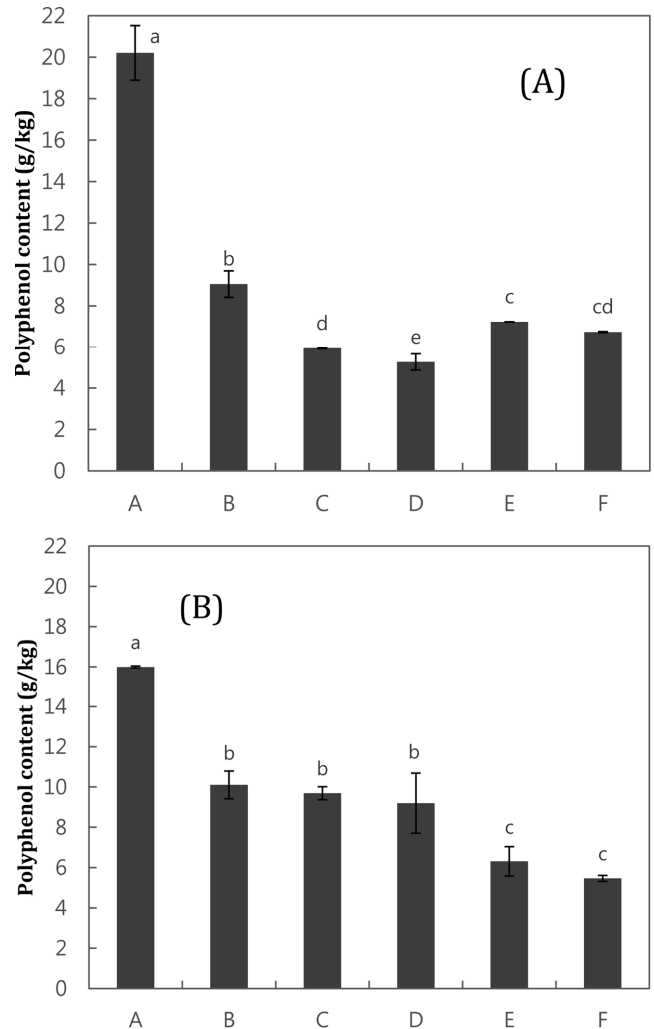 22
20
18
16
14
12
10
8
6
4
2
0
Polyphenol content (g/kg)
(A)
a
b
d
e
c
cd
A B C D E F
22
20
18
16
14
12
10
8
6
4
2
0
Polyphenol content (g/kg)
(B)
a
b
b
b
c
c
A B C D E F